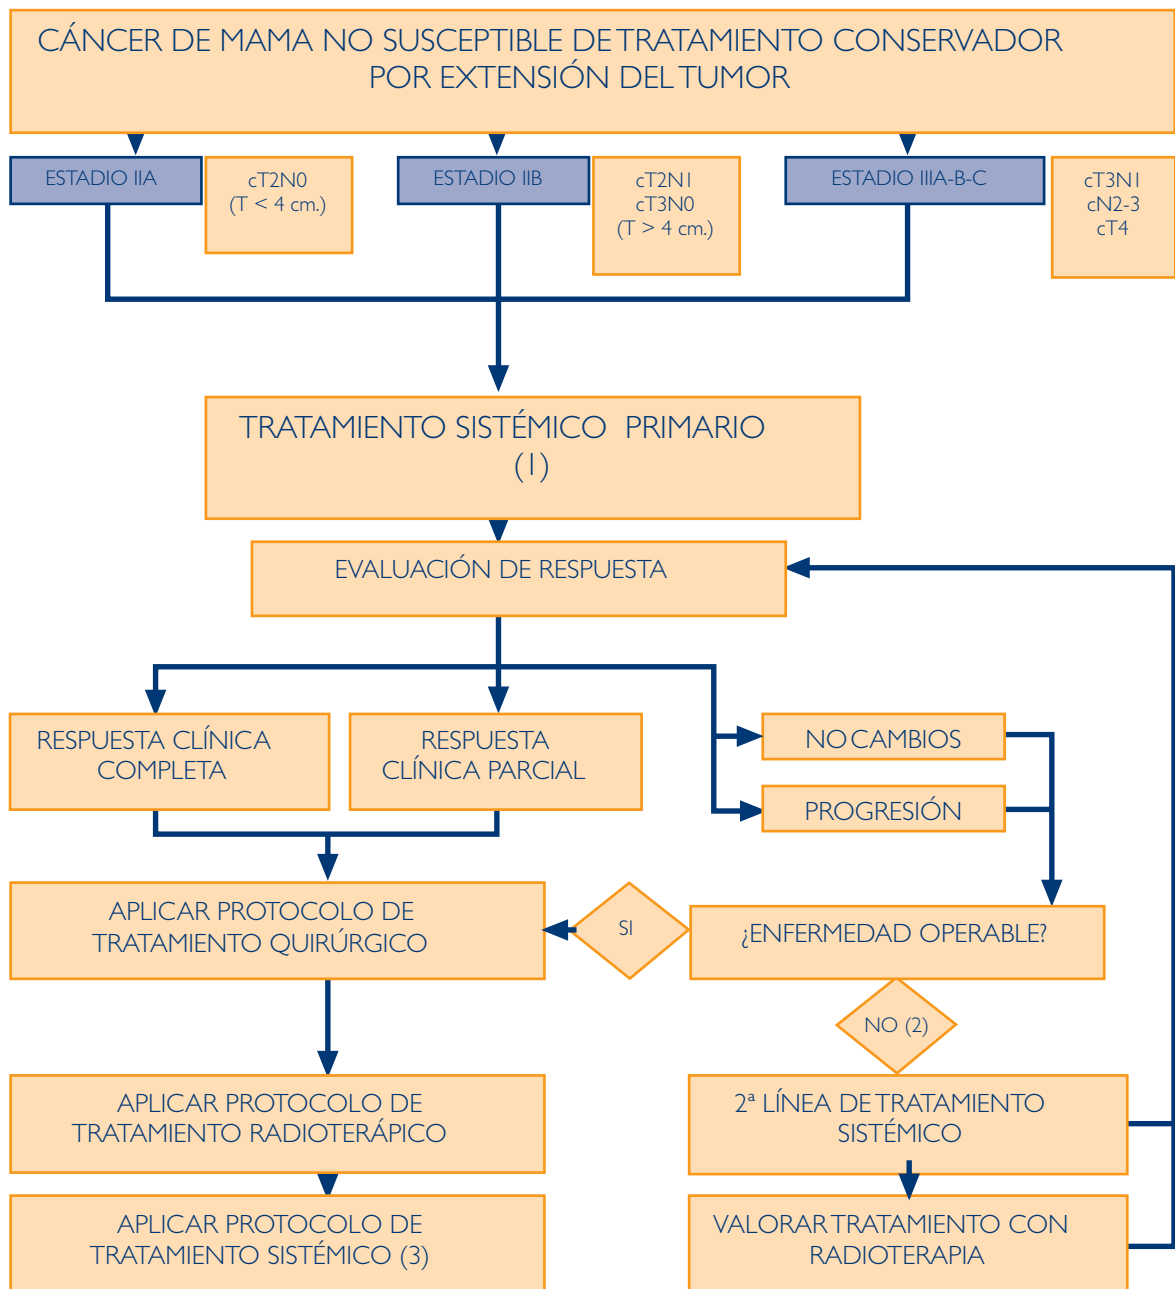 CÁNCER DE MAMA NO SUSCEPTIBLE DE TRATAMIENTO CONSERVADOR
POR EXTENSIÓN DEL TUMOR
ESTADIO IIA
cT2N0
(T < 4 cm.)
ESTADIO IIB
cT2N1
cT3N0
(T > 4 cm.)
ESTADIO IIIA-B-C
cT3N1
cN2-3
cT4
TRATAMIENTO SISTÉMICO PRIMARIO
(1)
EVALUACIÓN DE RESPUESTA
RESPUESTA CLÍNICA
COMPLETA
RESPUESTA
CLÍNICA PARCIAL
NO CAMBIOS
PROGRESIÓN
APLICAR PROTOCOLO DE
TRATAMIENTO QUIRÚRGICO
SI
¿ENFERMEDAD OPERABLE?
NO (2)
APLICAR PROTOCOLO DE
TRATAMIENTO RADIOTERÁPICO
2ª LÍNEA DE TRATAMIENTO
SISTÉMICO
APLICAR PROTOCOLO DE
TRATAMIENTO SISTÉMICO (3)
VALORAR TRATAMIENTO CON
RADIOTERAPIA